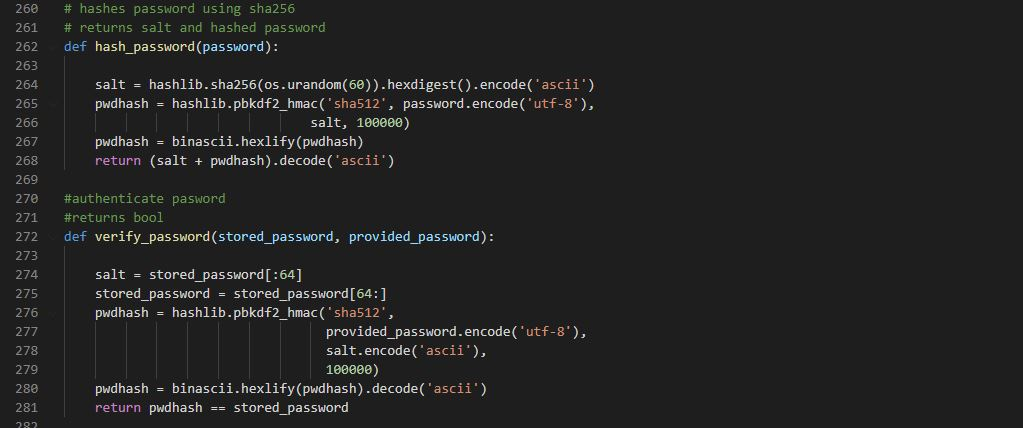 260 # hashes password using sha256
261 # returns salt and hashed password
262 def hash_password(password):
263
264 salt = hashlib.sha256(os.urandom(60)).hexdigest().encode('ascii')
265 pwdhash = hashlib.pbkdf2_hmac('sha512', password.encode('utf-8'),
266 salt, 100000)
267 pwdhash = binascii.hexlify(pwdhash)
268 return (salt + pwdhash).decode('ascii')
269
270 #authenticate pasword
271 #returns bool
272 def verify_password(stored_password, provided_password):
273
274 salt = stored_password[:64]
275 stored_password = stored_password[64:]
276 pwdhash = hashlib.pbkdf2_hmac('sha512',
277 provided_password.encode('utf-8'),
278 salt.encode('ascii'),
279 100000)
280 pwdhash = binascii.hexlify(pwdhash).decode('ascii')
281 return pwdhash == stored_password
282